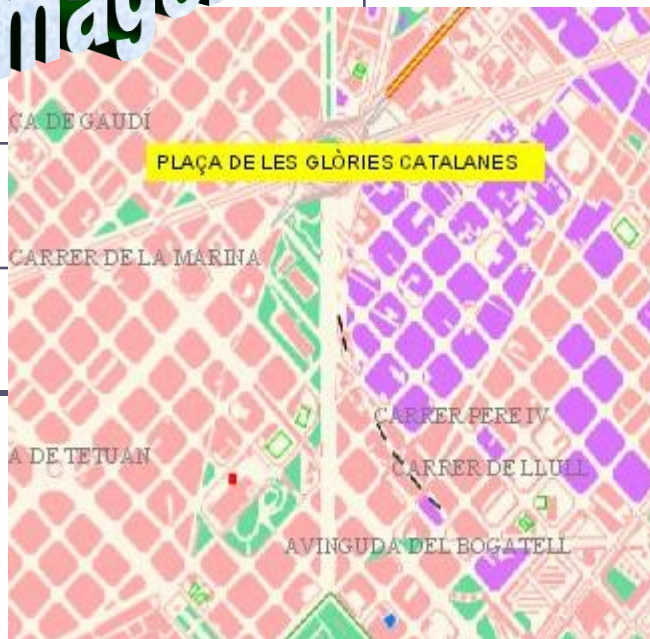 ÇA DE GAUDÍ
PLAÇA DE LES GLÒRIES CATALANES
CARRER DE LA MARINA
CARRER PERE IV
A DE TETUAN
CARRER DE LLULL
AVINGUDA DEL BOGATELL